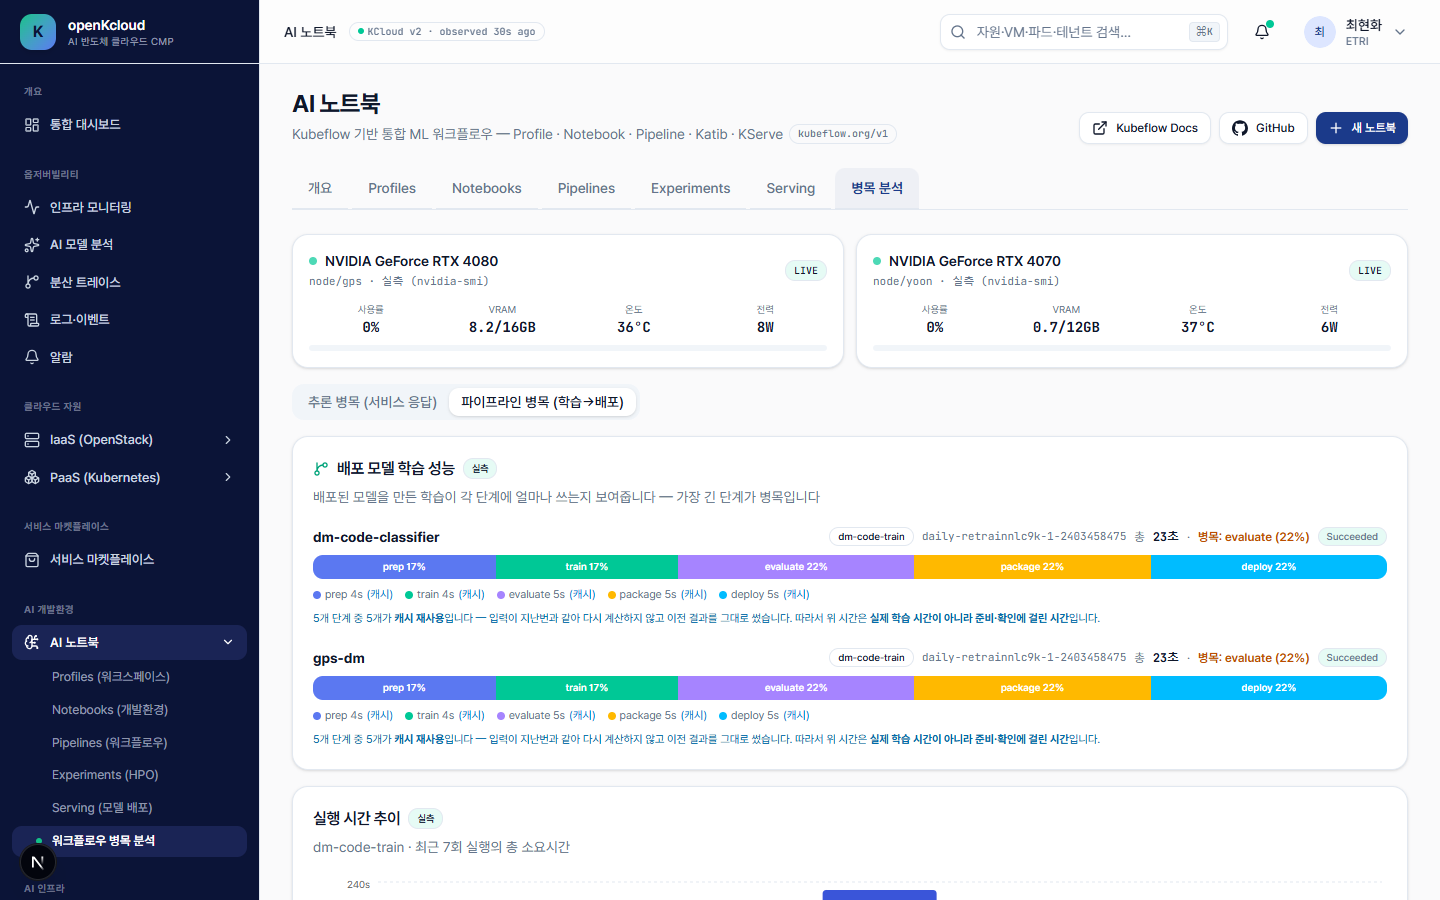 K
openKcloud
AI 반도체 클라우드 CMP
개요
통합 대시보드
옵저버빌리티
인프라 모니터링
AI 모델 분석
분산 트레이스
로그·이벤트
알람
클라우드 자원
IaaS (OpenStack)
PaaS (Kubernetes)
서비스 마켓플레이스
서비스 마켓플레이스
AI 개발환경
AI 노트북
Profiles (워크스페이스)
Notebooks (개발환경)
Pipelines (워크플로우)
Experiments (HPO)
Serving (모델 배포)
워크플로우 병목 분석
N
AI 인프라
AI 노트북
KCloud v2 · observed 30s ago
자원·VM·파드·테넌트 검색...
⌘K
최
최현화
ETRI
AI 노트북
Kubeflow 기반 통합 ML 워크플로우 — Profile · Notebook · Pipeline · Katib · KServe
kubeflow.org/v1
Kubeflow Docs
GitHub
새 노트북
개요
Profiles
Notebooks
Pipelines
Experiments
Serving
병목 분석
NVIDIA GeForce RTX 4080
node/gps · 실측 (nvidia-smi)
LIVE
사용률 VRAM 온도 전력
0% 8.2/16GB 36°C 8W
NVIDIA GeForce RTX 4070
node/yoon · 실측 (nvidia-smi)
LIVE
사용률 VRAM 온도 전력
0% 0.7/12GB 37°C 6W
추론 병목 (서비스 응답)
파이프라인 병목 (학습→배포)
배포 모델 학습 성능 실측
배포된 모델을 만든 학습이 각 단계에 얼마나 쓰는지 보여줍니다 — 가장 긴 단계가 병목입니다
dm-code-classifier dm-code-train daily-retrainnlc9k-1-2403458475 총 23초 · 병목: evaluate (22%) Succeeded
prep 17% train 17% evaluate 22% package 22% deploy 22%
prep 4s (캐시) train 4s (캐시) evaluate 5s (캐시) package 5s (캐시) deploy 5s (캐시)
5개 단계 중 5개가 캐시 재사용입니다 — 입력이 지난번과 같아 다시 계산하지 않고 이전 결과를 그대로 썼습니다. 따라서 위 시간은 실제 학습 시간이 아니라 준비·확인에 걸린 시간입니다.
gps-dm dm-code-train daily-retrainnlc9k-1-2403458475 총 23초 · 병목: evaluate (22%) Succeeded
prep 17% train 17% evaluate 22% package 22% deploy 22%
prep 4s (캐시) train 4s (캐시) evaluate 5s (캐시) package 5s (캐시) deploy 5s (캐시)
5개 단계 중 5개가 캐시 재사용입니다 — 입력이 지난번과 같아 다시 계산하지 않고 이전 결과를 그대로 썼습니다. 따라서 위 시간은 실제 학습 시간이 아니라 준비·확인에 걸린 시간입니다.
실행 시간 추이 실측
dm-code-train · 최근 7회 실행의 총 소요시간
240s